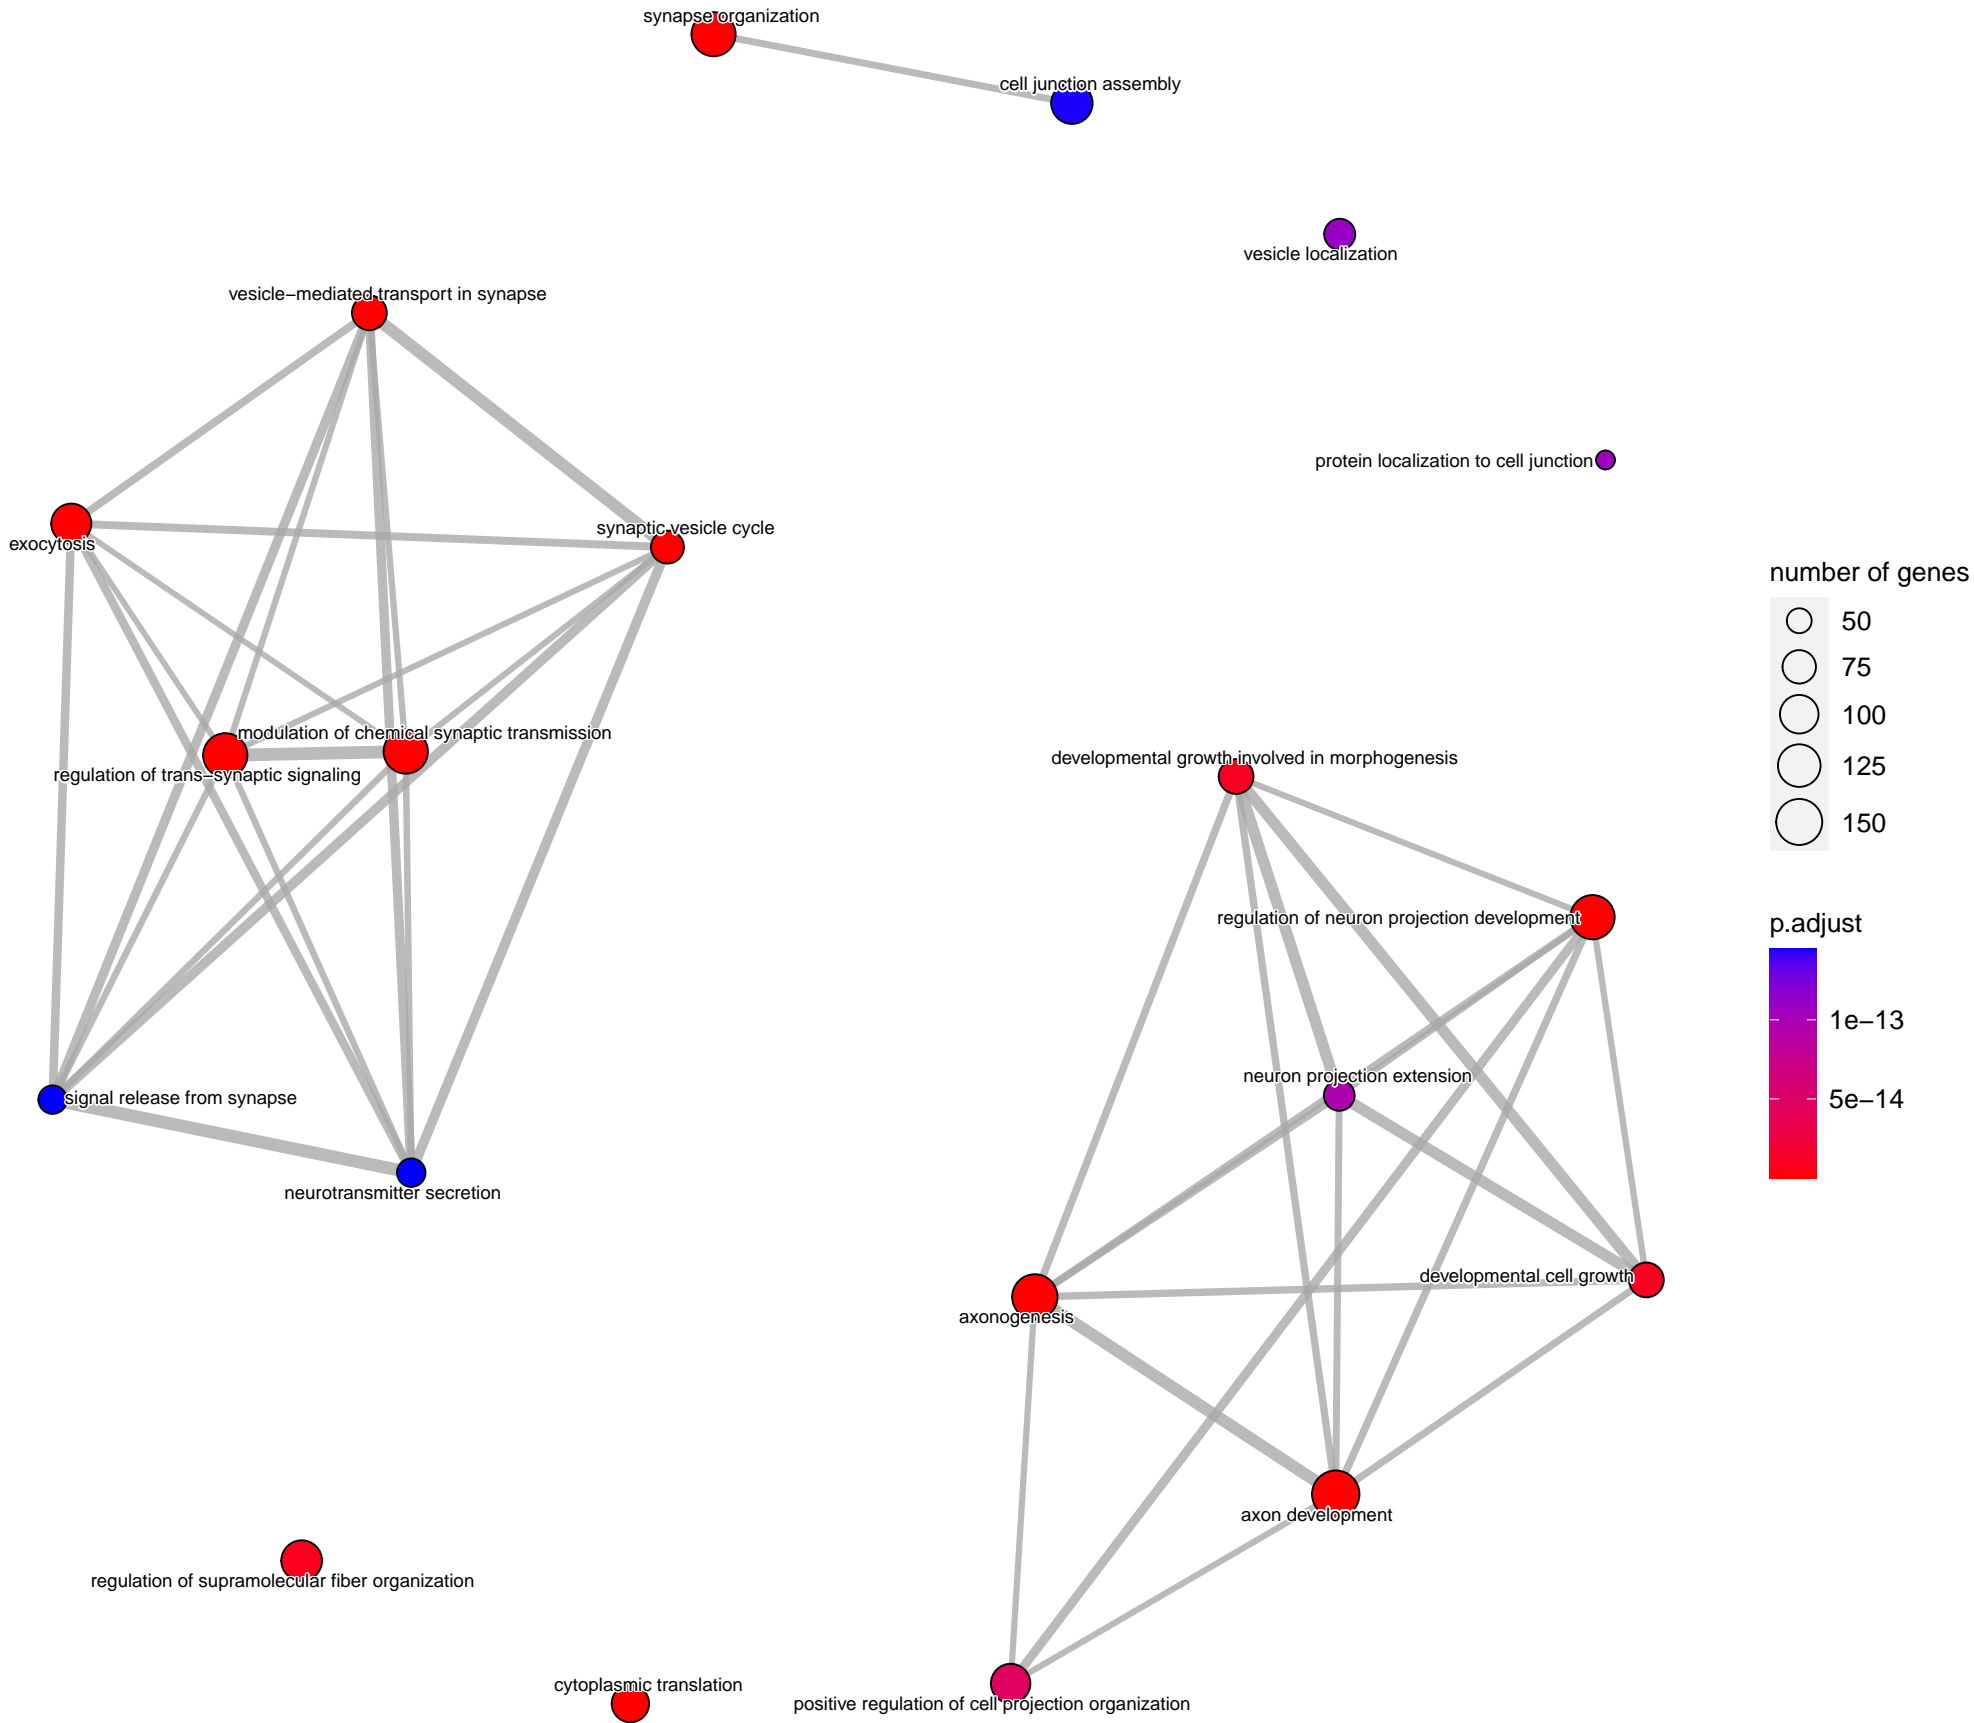 synapse organization
cell junction assembly
vesicle localization
vesicle−mediated transport in synapse
protein localization to cell junction
exocytosis
synaptic vesicle cycle
number of genes
50
75
100
125
150
modulation of chemical synaptic transmission
regulation of trans−synaptic signaling
developmental growth involved in morphogenesis
regulation of neuron projection development
p.adjust
1e−13
5e−14
neuron projection extension
signal release from synapse
neurotransmitter secretion
developmental cell growth
axonogenesis
axon development
regulation of supramolecular fiber organization
cytoplasmic translation
positive regulation of cell projection organization